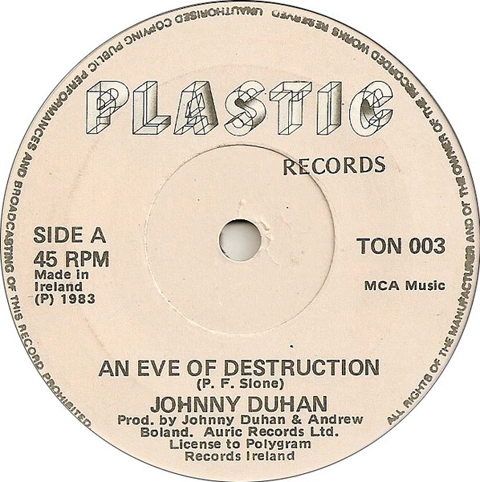 PLASTIC
RECORDS
SIDE A
45 RPM
Made in
Ireland
(P) 1983
TON 003
MCA Music
AN EVE OF DESTRUCTION
(P. F. Slone)
JOHNNY DUHAN
Prod. by Johnny Duhan & Andrew
Boland. Auric Records Ltd.
License to Polygram
Records Ireland
ALL RIGHTS OF THE MANUFACTURER AND OF THE OWNER OF THE RECORDED WORKS RESERVED UNAUTHORISED COPYING PUBLIC PERFORMANCES AND BROADCASTING OF THIS RECORD PROHIBITED